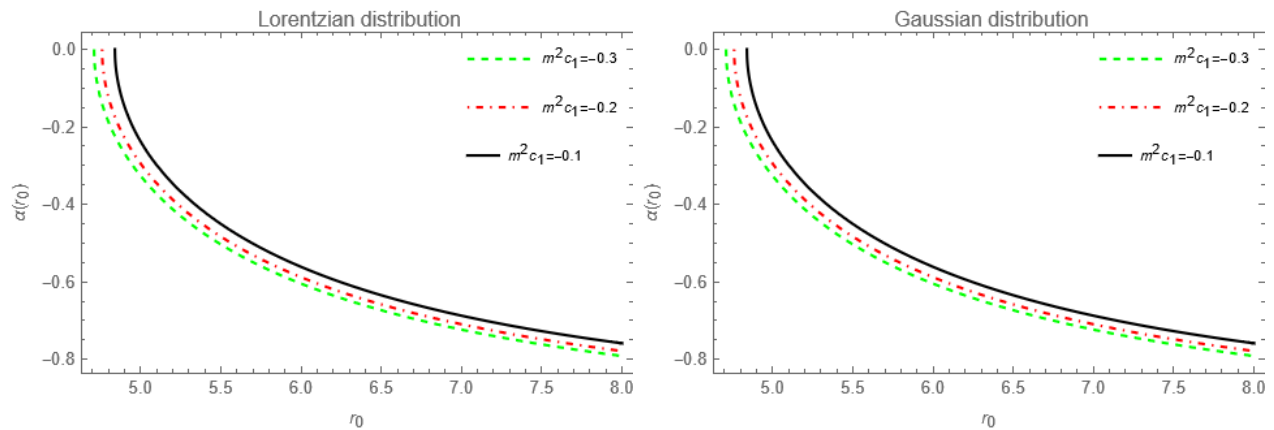 Lorentzian distribution
0.0
−0.2
−0.4
−0.6
−0.8
α(r₀)
m²c₁=−0.3
m²c₁=−0.2
m²c₁=−0.1
5.0 5.5 6.0 6.5 7.0 7.5 8.0
r₀
Gaussian distribution
0.0
−0.2
−0.4
−0.6
−0.8
α(r₀)
m²c₁=−0.3
m²c₁=−0.2
m²c₁=−0.1
5.0 5.5 6.0 6.5 7.0 7.5 8.0
r₀